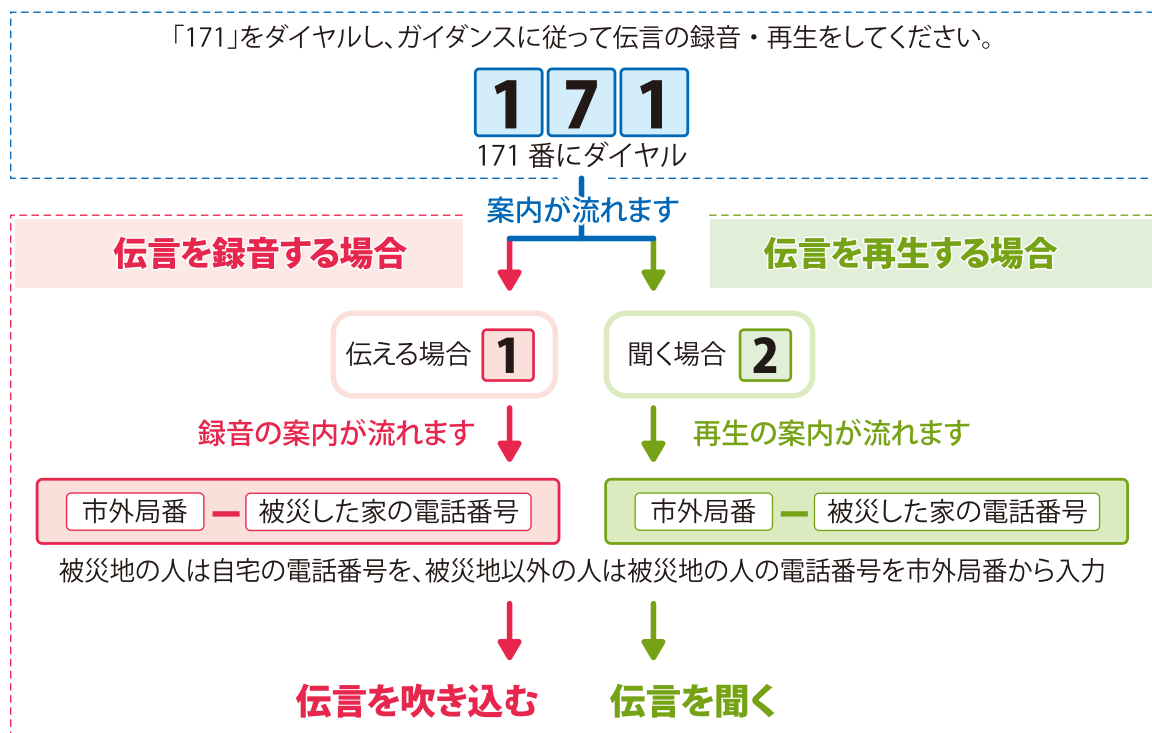 「171」をダイヤルし、ガイダンスに従って伝言の録音・再生をしてください。
1 7 1
171 番にダイヤル
案内が流れます
伝言を録音する場合
伝言を再生する場合
伝える場合 1
聞く場合 2
録音の案内が流れます
再生の案内が流れます
市外局番 ー 被災した家の電話番号
市外局番 ー 被災した家の電話番号
被災地の人は自宅の電話番号を、被災地以外の人は被災地の人の電話番号を市外局番から入力
伝言を吹き込む
伝言を聞く